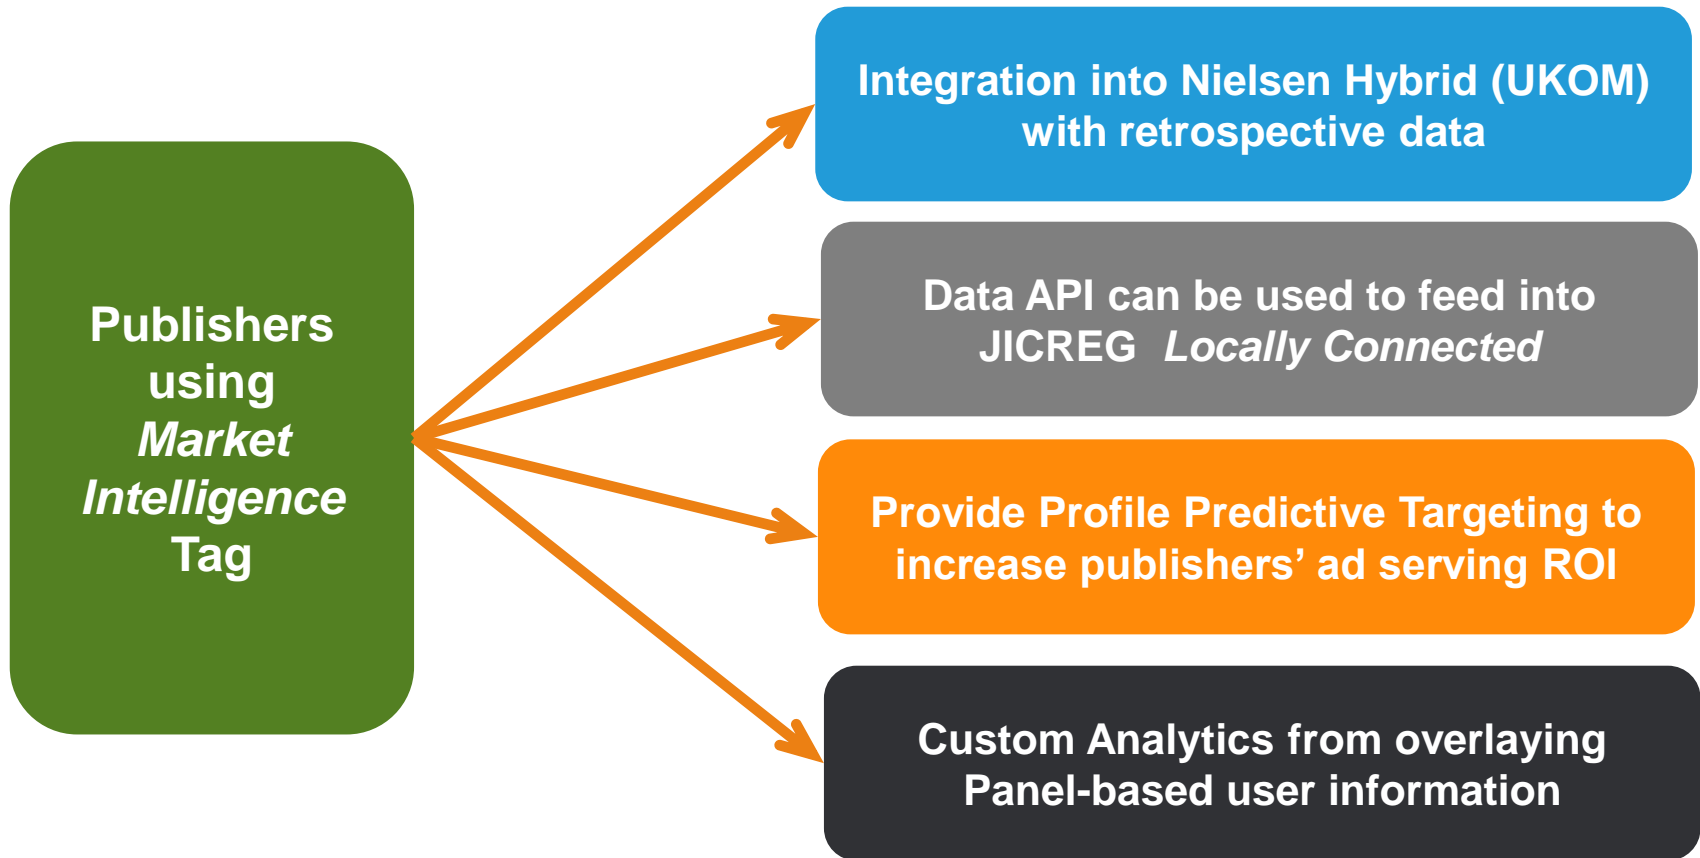 Publishers
using
Market
Intelligence
Tag
Integration into Nielsen Hybrid (UKOM)
with retrospective data
Data API can be used to feed into
JICREG Locally Connected
Provide Profile Predictive Targeting to
increase publishers’ ad serving ROI
Custom Analytics from overlaying
Panel-based user information